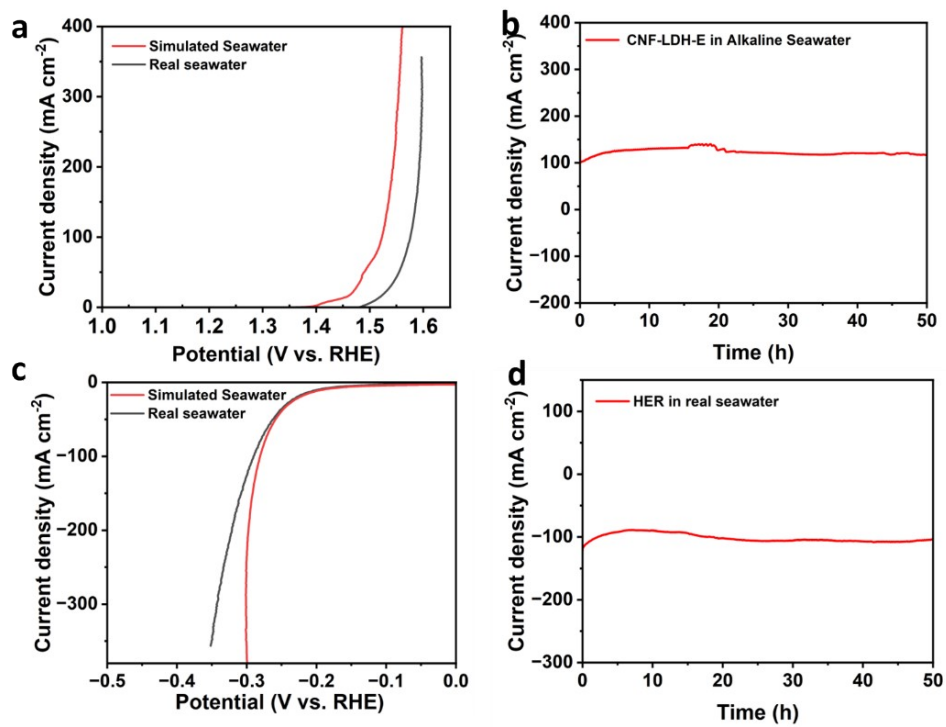 a
Simulated Seawater
Real seawater
400
300
200
100
0
1.0 1.1 1.2 1.3 1.4 1.5 1.6
Current density (mA cm⁻²)
Potential (V vs. RHE)
b
CNF-LDH-E in Alkaline Seawater
400
300
200
100
0
−100
−200
0 10 20 30 40 50
Current density (mA cm⁻²)
Time (h)
c
Simulated Seawater
Real seawater
0
−100
−200
−300
−0.5 −0.4 −0.3 −0.2 −0.1 0.0
Current density (mA cm⁻²)
Potential (V vs. RHE)
d
HER in real seawater
100
0
−100
−200
−300
0 10 20 30 40 50
Current density (mA cm⁻²)
Time (h)